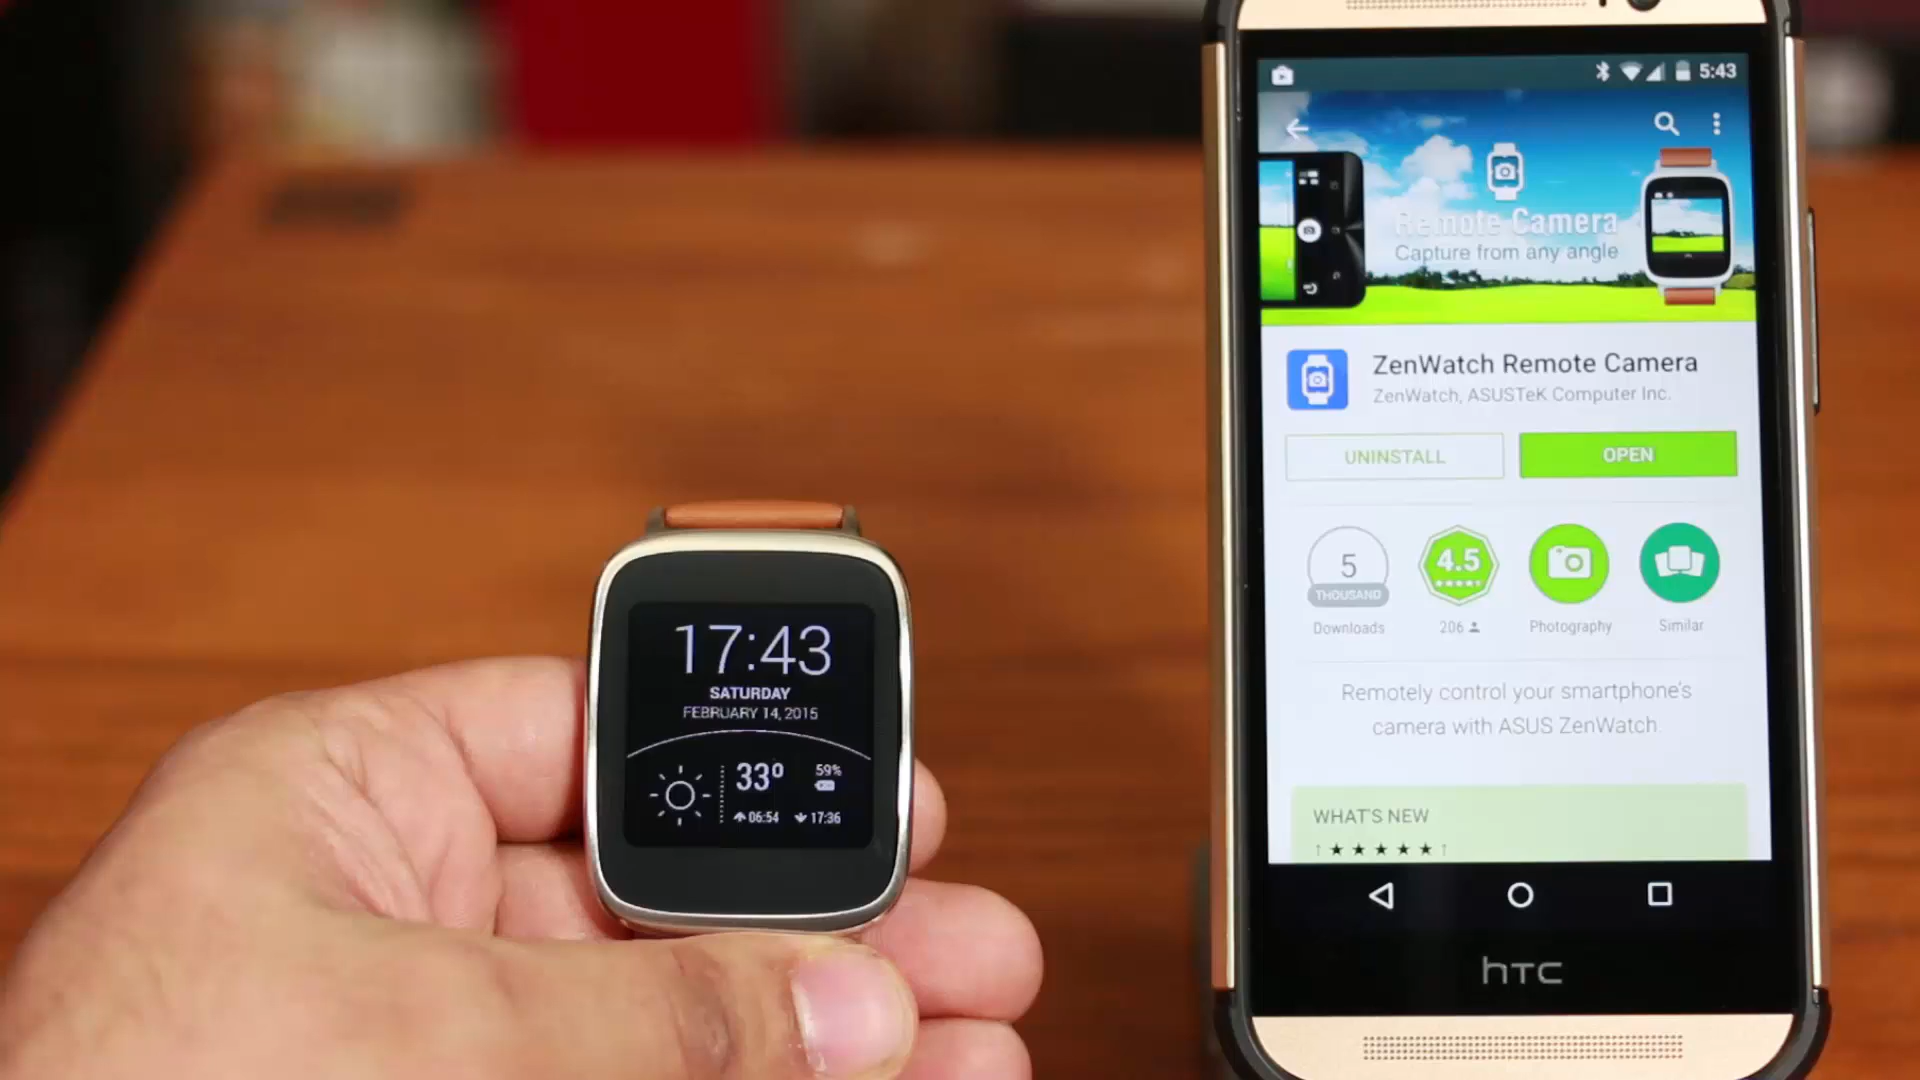 17:43
SATURDAY
FEBRUARY 14, 2015
33º
59%
06:54
17:36
5:43
Remote Camera
Capture from any angle
ZenWatch Remote Camera
ZenWatch, ASUSTeK Computer Inc.
UNINSTALL
OPEN
5
THOUSAND
4.5
Downloads
206
Photography
Similar
Remotely control your smartphone's
camera with ASUS ZenWatch.
WHAT'S NEW
↑ ★ ★ ★ ★ ★ ↑
hTC